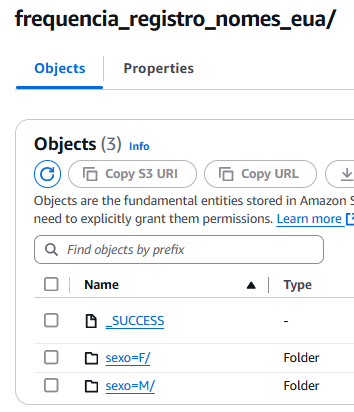 frequencia_registro_nomes_eua/
Objects
Properties
Objects (3) Info
Copy S3 URI
Copy URL
Objects are the fundamental entities stored in Amazon S
need to explicitly grant them permissions. Learn more
Find objects by prefix
Name
Type
_SUCCESS
-
sexo=F/
Folder
sexo=M/
Folder